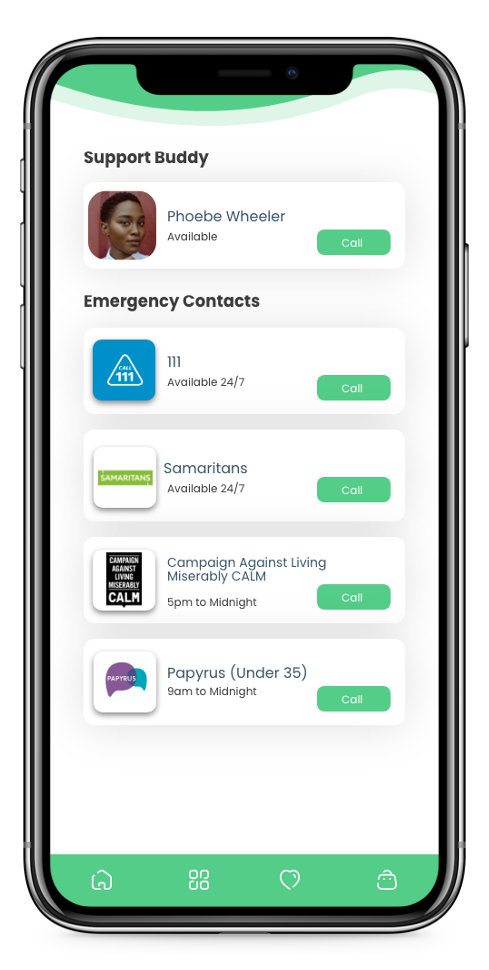 Support Buddy
Phoebe Wheeler
Available
Call
Emergency Contacts
CALL
111
111
Available 24/7
Call
SAMARITANS
Samaritans
Available 24/7
Call
CAMPAIGN
AGAINST
LIVING
MISERABLY
CALM
Campaign Against Living
Miserably CALM
5pm to Midnight
Call
PAPYRUS
Papyrus (Under 35)
9am to Midnight
Call